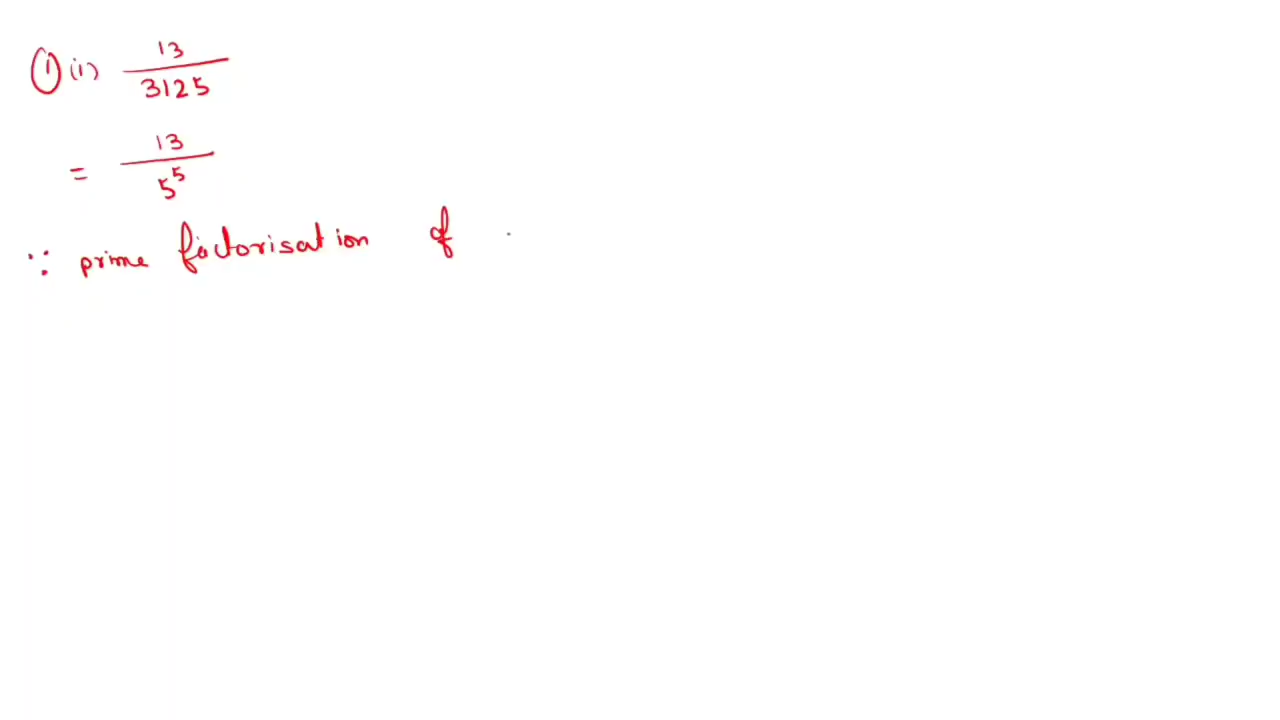 ① (i) 13/3125
= 13/5⁵
∵ prime factorisation of